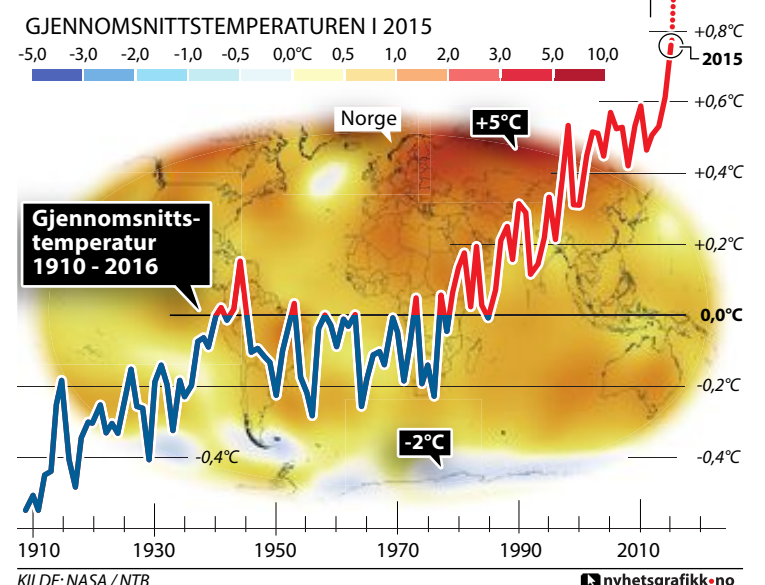 GJENNOMSNITTSTEMPERATUREN I 2015
-5,0 -3,0 -2,0 -1,0 -0,5 0,0°C 0,5 1,0 2,0 3,0 5,0 10,0
+0,8°C
2015
+0,6°C
Norge
+5°C
+0,4°C
Gjennomsnitts-
temperatur
1910 - 2016
+0,2°C
0,0°C
-0,2°C
-2°C
-0,4°C
-0,4°C
1910 1930 1950 1970 1990 2010
KILDE: NASA / NTB
nyhetsgrafikk•no